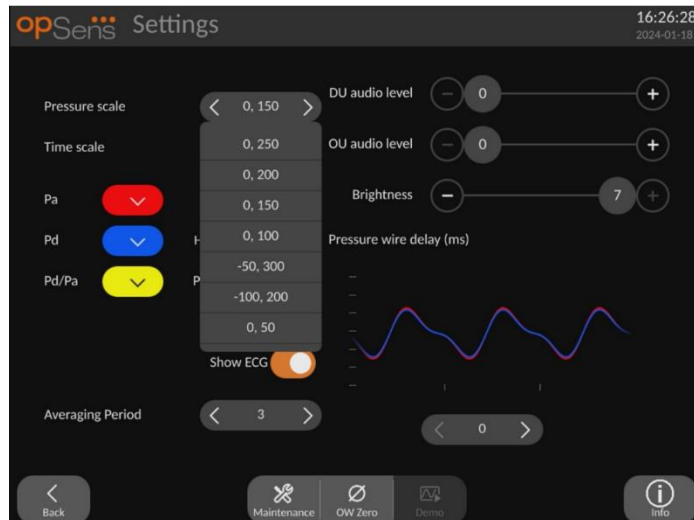 opSens Settings
16:26:28
2024-01-18
Pressure scale
0, 150
Time scale
0, 250
0, 200
0, 150
0, 100
-50, 300
-100, 200
0, 50
Pa
Pd
H
Pd/Pa
P
Show ECG
Averaging Period
3
DU audio level
0
OU audio level
0
Brightness
7
Pressure wire delay (ms)
0
Back
Maintenance
OW Zero
Demo
Info